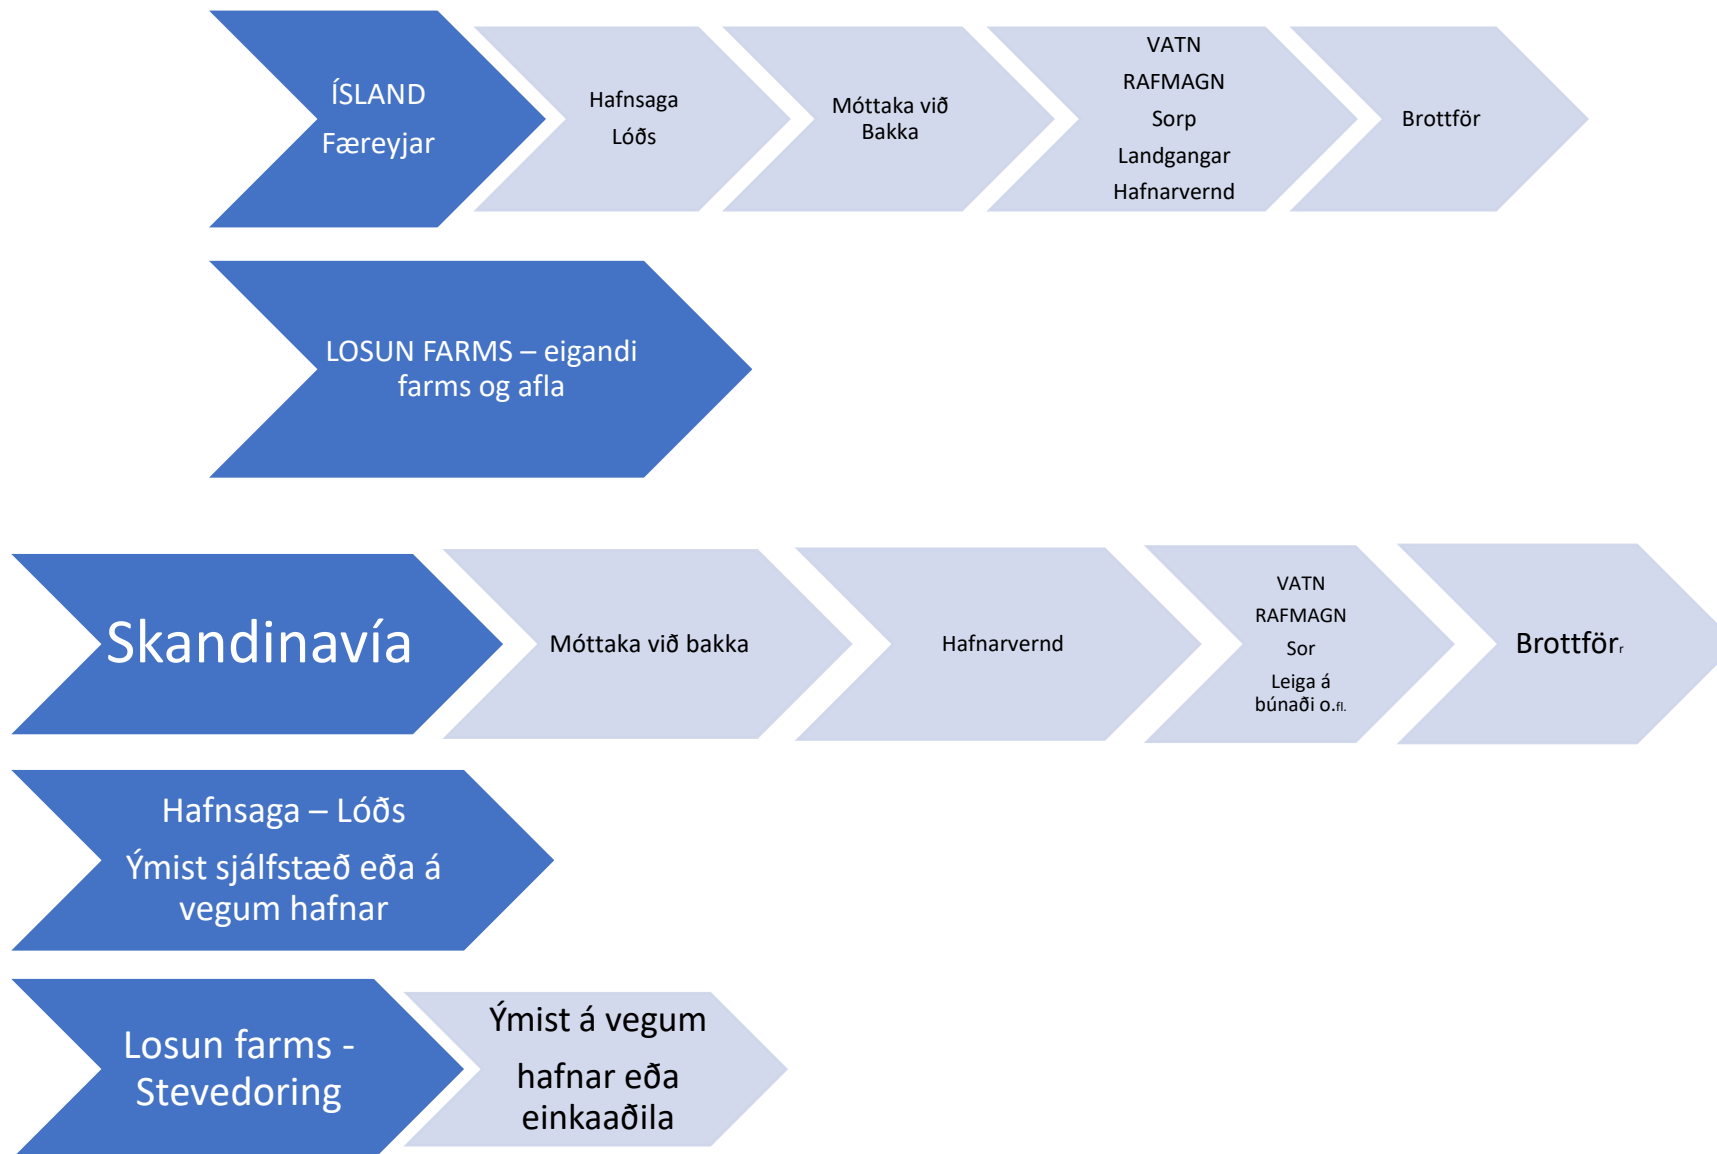 ÍSLAND
Færeyjar
Hafnsaga
Lóðs
Móttaka við
Bakka
VATN
RAFMAGN
Sorp
Landgangar
Hafnarvernd
Brottför
LOSUN FARMS – eigandi
farms og afla
Skandinavía
Móttaka við bakka
Hafnarvernd
VATN
RAFMAGN
Sor
Leiga á
búnaði o.fl.
Brottförr
Hafnsaga – Lóðs
Ýmist sjálfstæð eða á
vegum hafnar
Losun farms -
Stevedoring
Ýmist á vegum
hafnar eða
einkaaðila